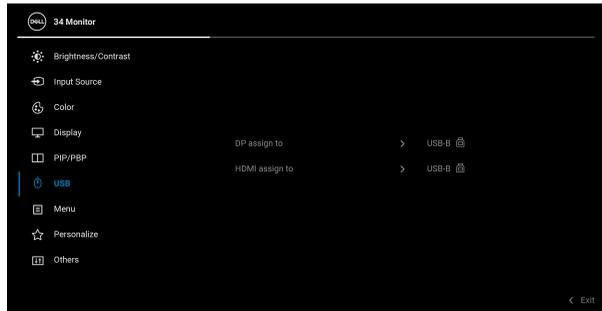 DELL 34 Monitor
Brightness/Contrast
Input Source
Color
Display
DP assign to > USB-B
PIP/PBP
HDMI assign to > USB-B
USB
Menu
Personalize
Others
< Exit